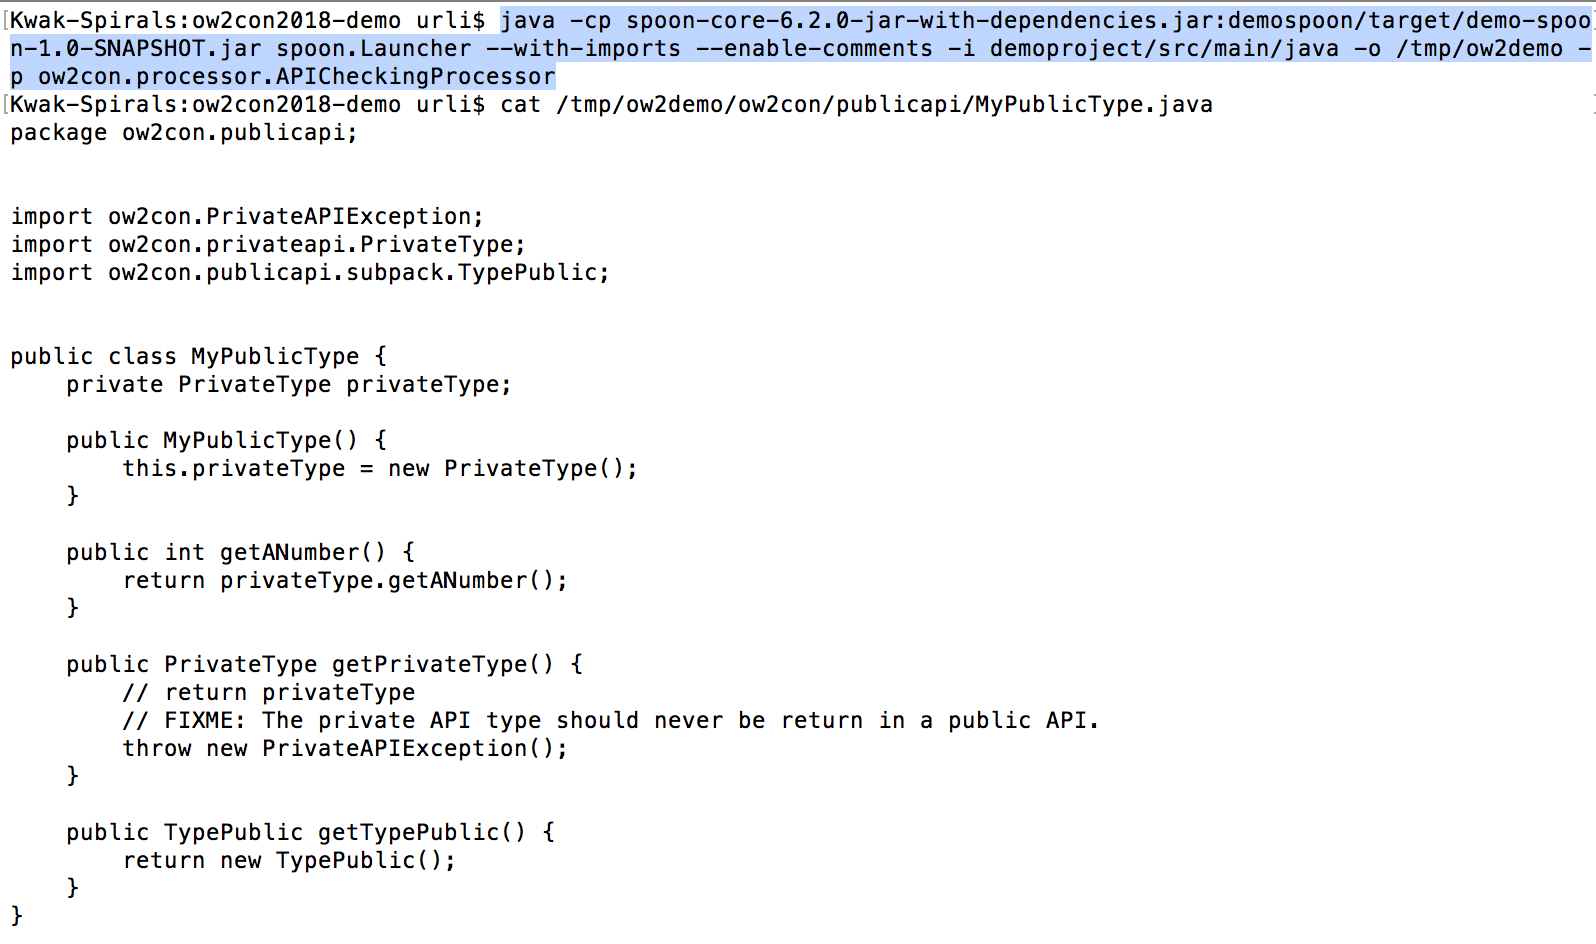 [Kwak-Spirals:ow2con2018-demo urli$ java -cp spoon-core-6.2.0-jar-with-dependencies.jar:demospoon/target/demo-spoo
n-1.0-SNAPSHOT.jar spoon.Launcher --with-imports --enable-comments -i demoproject/src/main/java -o /tmp/ow2demo -
p ow2con.processor.APICheckingProcessor
[Kwak-Spirals:ow2con2018-demo urli$ cat /tmp/ow2demo/ow2con/publicapi/MyPublicType.java
package ow2con.publicapi;
import ow2con.PrivateAPIException;
import ow2con.privateapi.PrivateType;
import ow2con.publicapi.subpack.TypePublic;
public class MyPublicType {
    private PrivateType privateType;
    public MyPublicType() {
        this.privateType = new PrivateType();
    }
    public int getANumber() {
        return privateType.getANumber();
    }
    public PrivateType getPrivateType() {
        // return privateType
        // FIXME: The private API type should never be return in a public API.
        throw new PrivateAPIException();
    }
    public TypePublic getTypePublic() {
        return new TypePublic();
    }
}